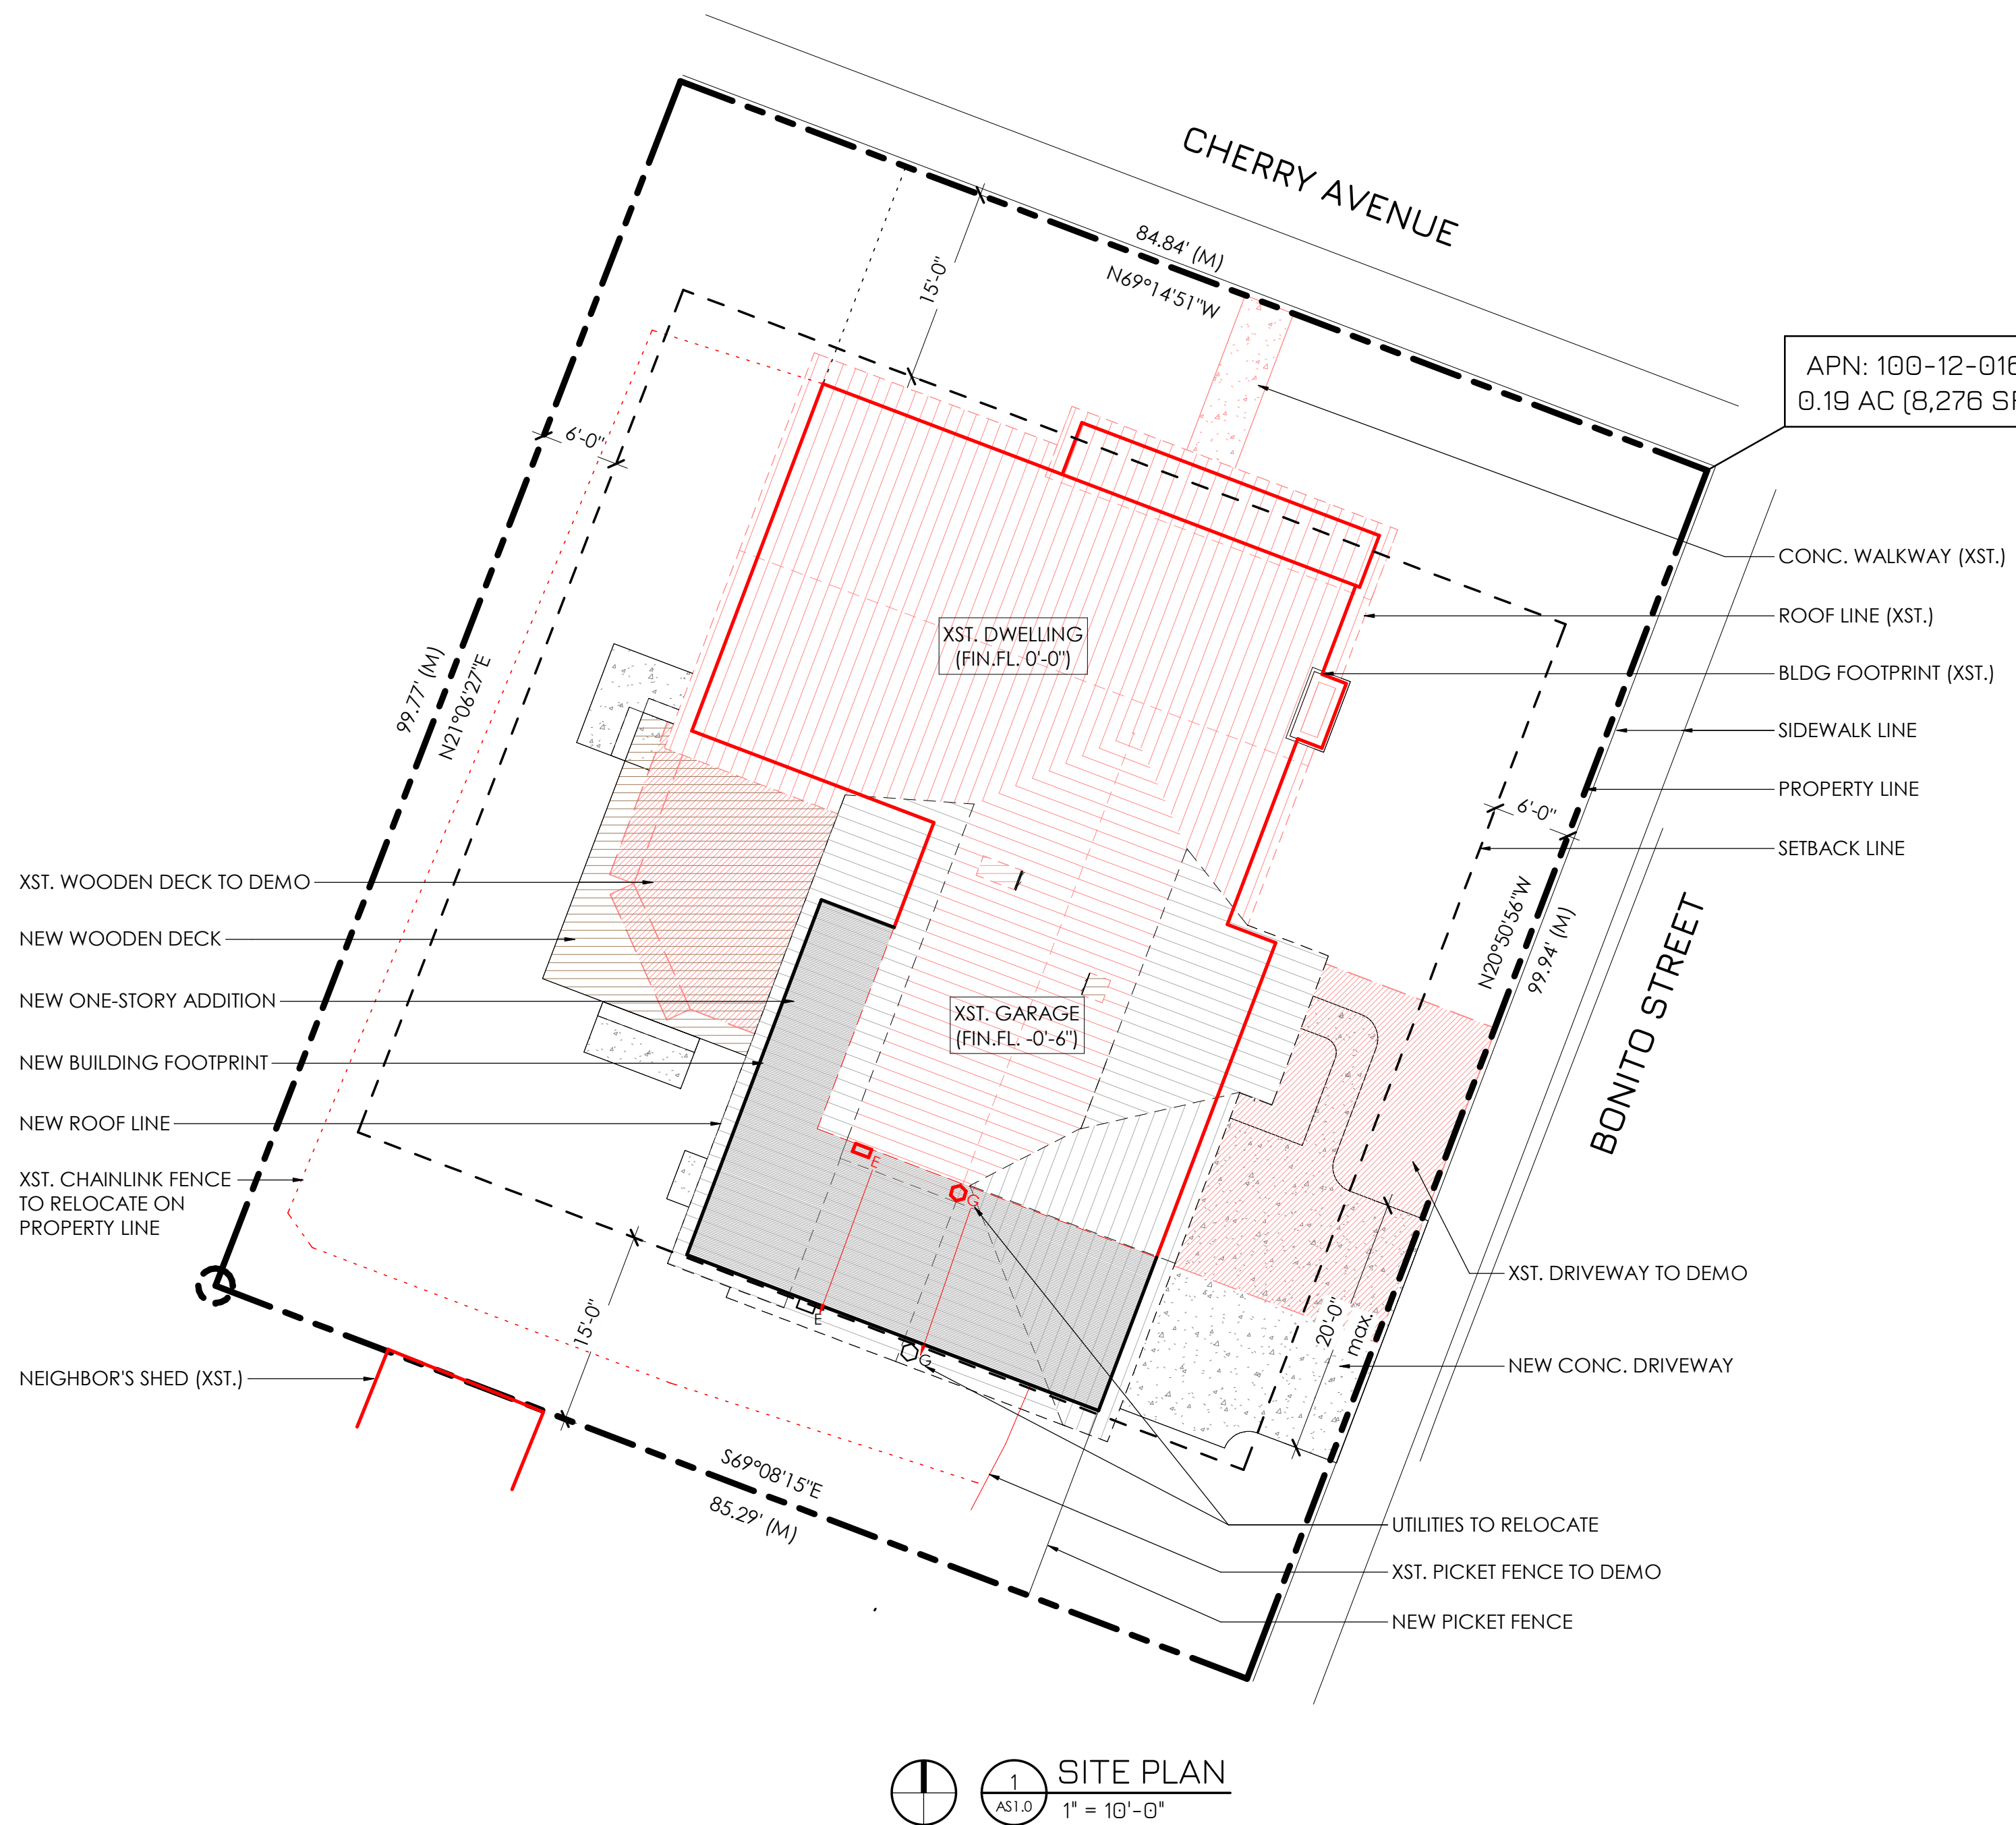 CHERRY AVENUE
84.84' (M)
N69°14'51"W
15'-0"
APN: 100-12-016
0.19 AC (8,276 SF
6'-0"
CONC. WALKWAY (XST.)
ROOF LINE (XST.)
BLDG FOOTPRINT (XST.)
SIDEWALK LINE
PROPERTY LINE
SETBACK LINE
XST. DWELLING
(FIN.FL. 0'-0")
99.77' (M)
N21°06'27"E
6'-0"
N20°50'56"W
99.94' (M)
BONITO STREET
XST. WOODEN DECK TO DEMO
NEW WOODEN DECK
NEW ONE-STORY ADDITION
NEW BUILDING FOOTPRINT
NEW ROOF LINE
XST. CHAINLINK FENCE
TO RELOCATE ON
PROPERTY LINE
NEIGHBOR'S SHED (XST.)
XST. GARAGE
(FIN.FL. -0'-6")
E
G
E
G
15'-0"
20'-0"
max.
XST. DRIVEWAY TO DEMO
NEW CONC. DRIVEWAY
S69°08'15"E
85.29' (M)
UTILITIES TO RELOCATE
XST. PICKET FENCE TO DEMO
NEW PICKET FENCE
1
AS1.0
SITE PLAN
1" = 10'-0"